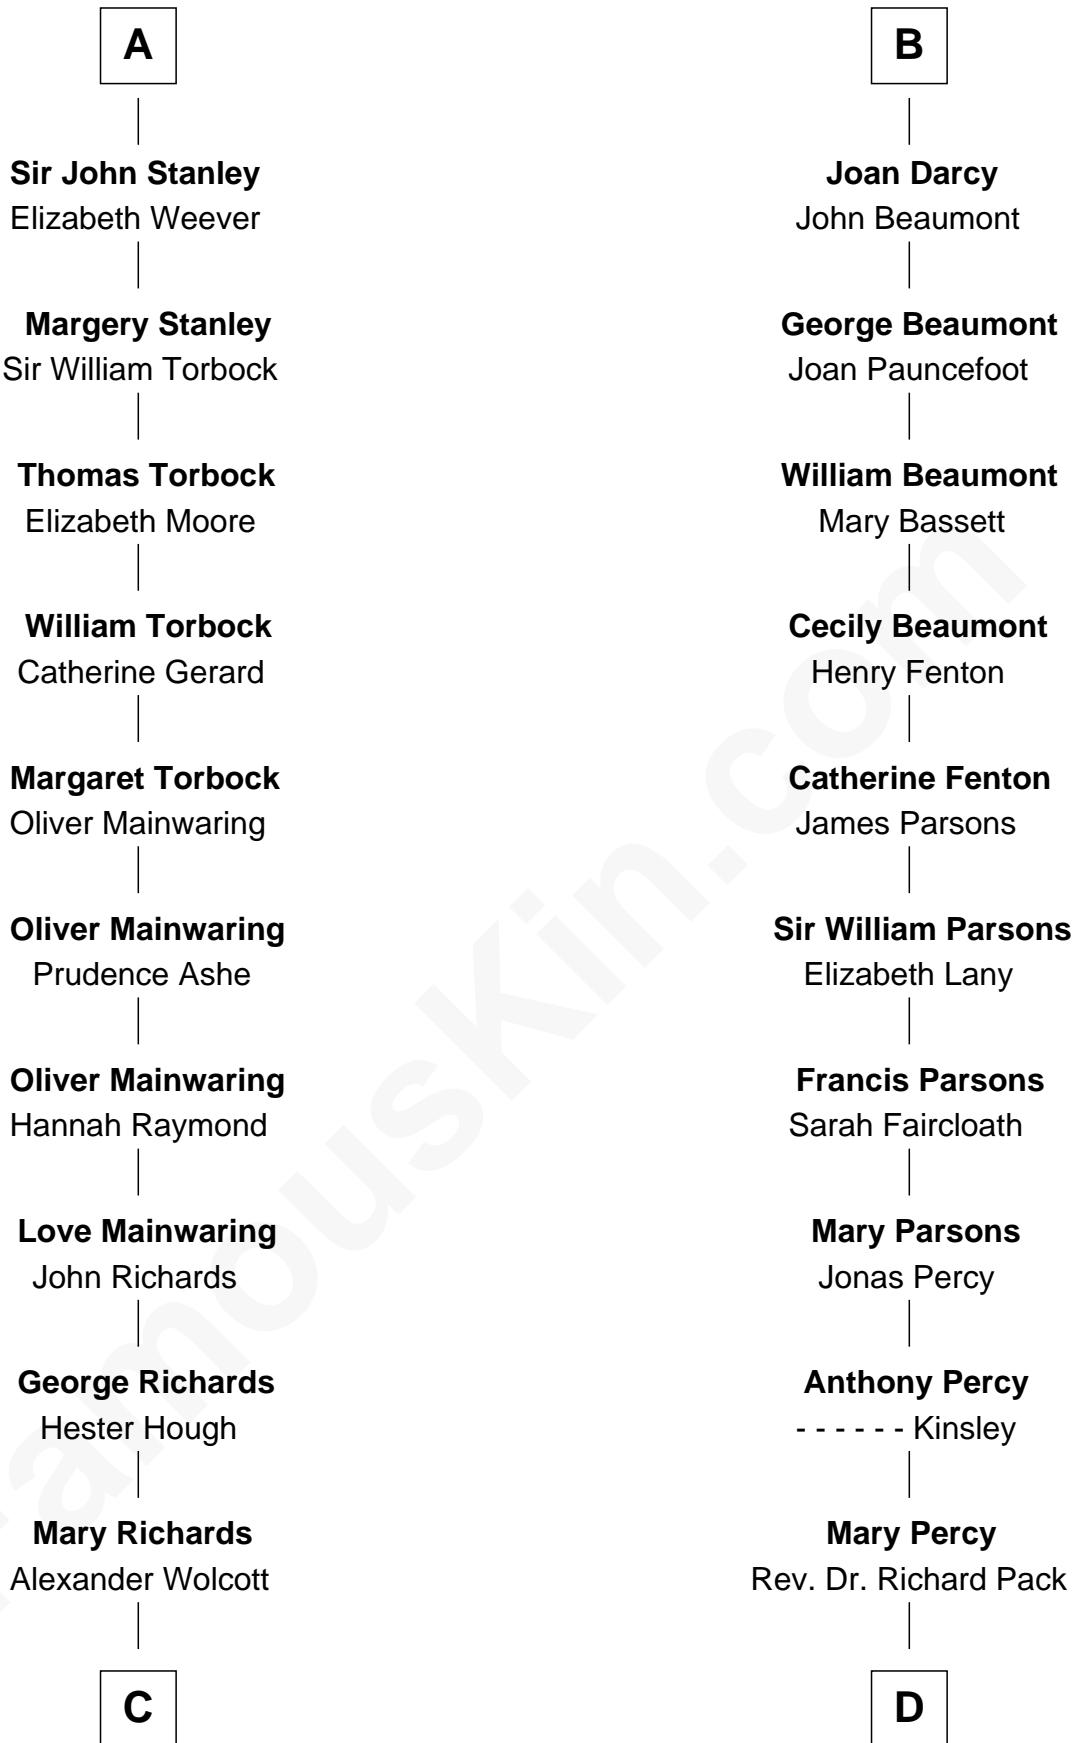 A
Sir John Stanley
Elizabeth Weever
Margery Stanley
Sir William Torbock
Thomas Torbock
Elizabeth Moore
William Torbock
Catherine Gerard
Margaret Torbock
Oliver Mainwaring
Oliver Mainwaring
Prudence Ashe
Oliver Mainwaring
Hannah Raymond
Love Mainwaring
John Richards
George Richards
Hester Hough
Mary Richards
Alexander Wolcott
C
B
Joan Darcy
John Beaumont
George Beaumont
Joan Pauncefoot
William Beaumont
Mary Bassett
Cecily Beaumont
Henry Fenton
Catherine Fenton
James Parsons
Sir William Parsons
Elizabeth Lany
Francis Parsons
Sarah Faircloath
Mary Parsons
Jonas Percy
Anthony Percy
- - - - - - Kinsley
Mary Percy
Rev. Dr. Richard Pack
D
FamousKin.com